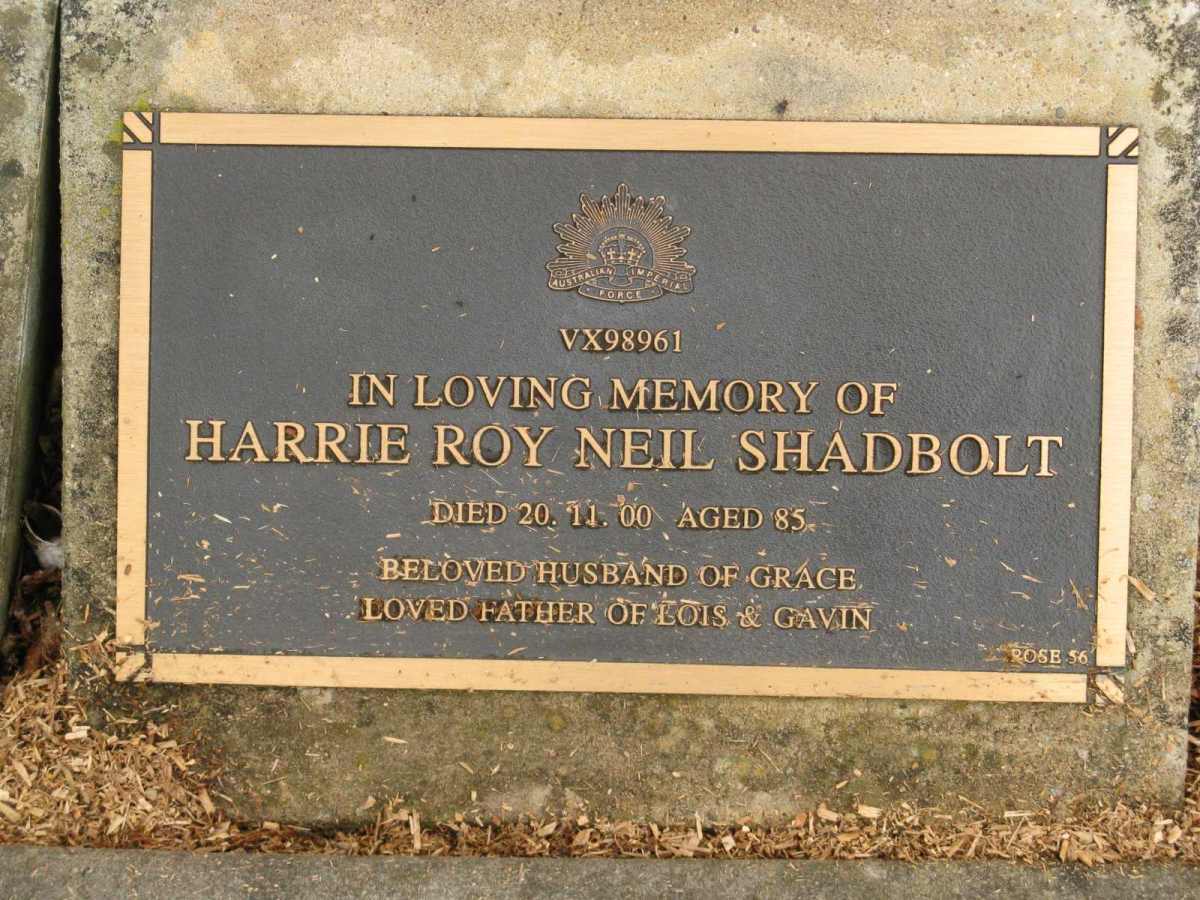 AUSTRALIAN IMPERIAL
FORCE
VX98961
IN LOVING MEMORY OF
HARRIE ROY NEIL SHADBOLT
DIED 20. 11. 00 AGED 85
BELOVED HUSBAND OF GRACE
LOVED FATHER OF LOIS & GAVIN
ROSE 56